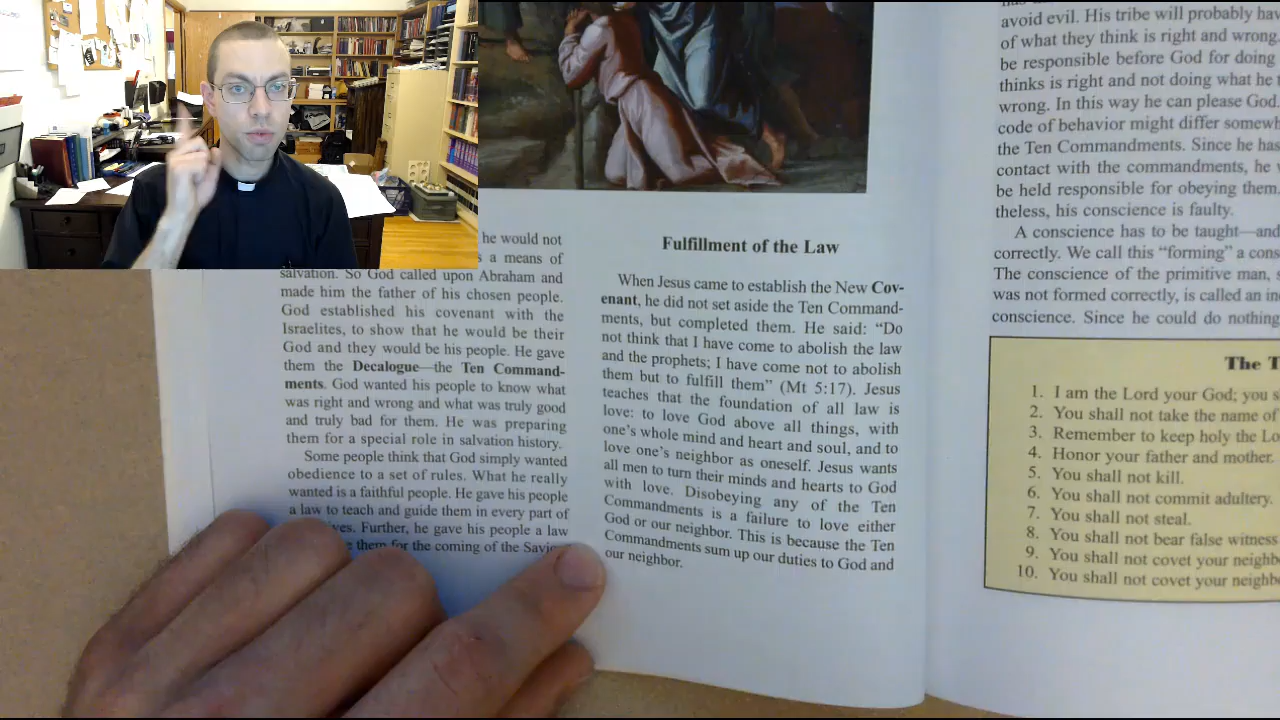 he would not
s a means of
salvation. So God called upon Abraham and
made him the father of his chosen people.
God established his covenant with the
Israelites, to show that he would be their
God and they would be his people. He gave
them the Decalogue—the Ten Command-
ments. God wanted his people to know what
was right and wrong and what was truly good
and truly bad for them. He was preparing
them for a special role in salvation history.
Some people think that God simply wanted
obedience to a set of rules. What he really
wanted is a faithful people. He gave his people
a law to teach and guide them in every part of
ives. Further, he gave his people a law
them for the coming of the Savio
Fulfillment of the Law
When Jesus came to establish the New Cov-
enant, he did not set aside the Ten Command-
ments, but completed them. He said: “Do
not think that I have come to abolish the law
and the prophets; I have come not to abolish
them but to fulfill them” (Mt 5:17). Jesus
teaches that the foundation of all law is
love: to love God above all things, with
one’s whole mind and heart and soul, and to
love one’s neighbor as oneself. Jesus wants
all men to turn their minds and hearts to God
with love. Disobeying any of the Ten
Commandments is a failure to love either
God or our neighbor. This is because the Ten
Commandments sum up our duties to God and
our neighbor.
avoid evil. His tribe will probably hav
of what they think is right and wrong.
be responsible before God for doing
thinks is right and not doing what he
wrong. In this way he can please God.
code of behavior might differ somewh
the Ten Commandments. Since he has
contact with the commandments, he
be held responsible for obeying them.
theless, his conscience is faulty.
A conscience has to be taught—and
correctly. We call this “forming” a cons
The conscience of the primitive man,
was not formed correctly, is called an in
conscience. Since he could do nothing
The T
1. I am the Lord your God; you s
2. You shall not take the name of
3. Remember to keep holy the Lo
4. Honor your father and mother.
5. You shall not kill.
6. You shall not commit adultery.
7. You shall not steal.
8. You shall not bear false witness
9. You shall not covet your neighb
10. You shall not covet your neighb